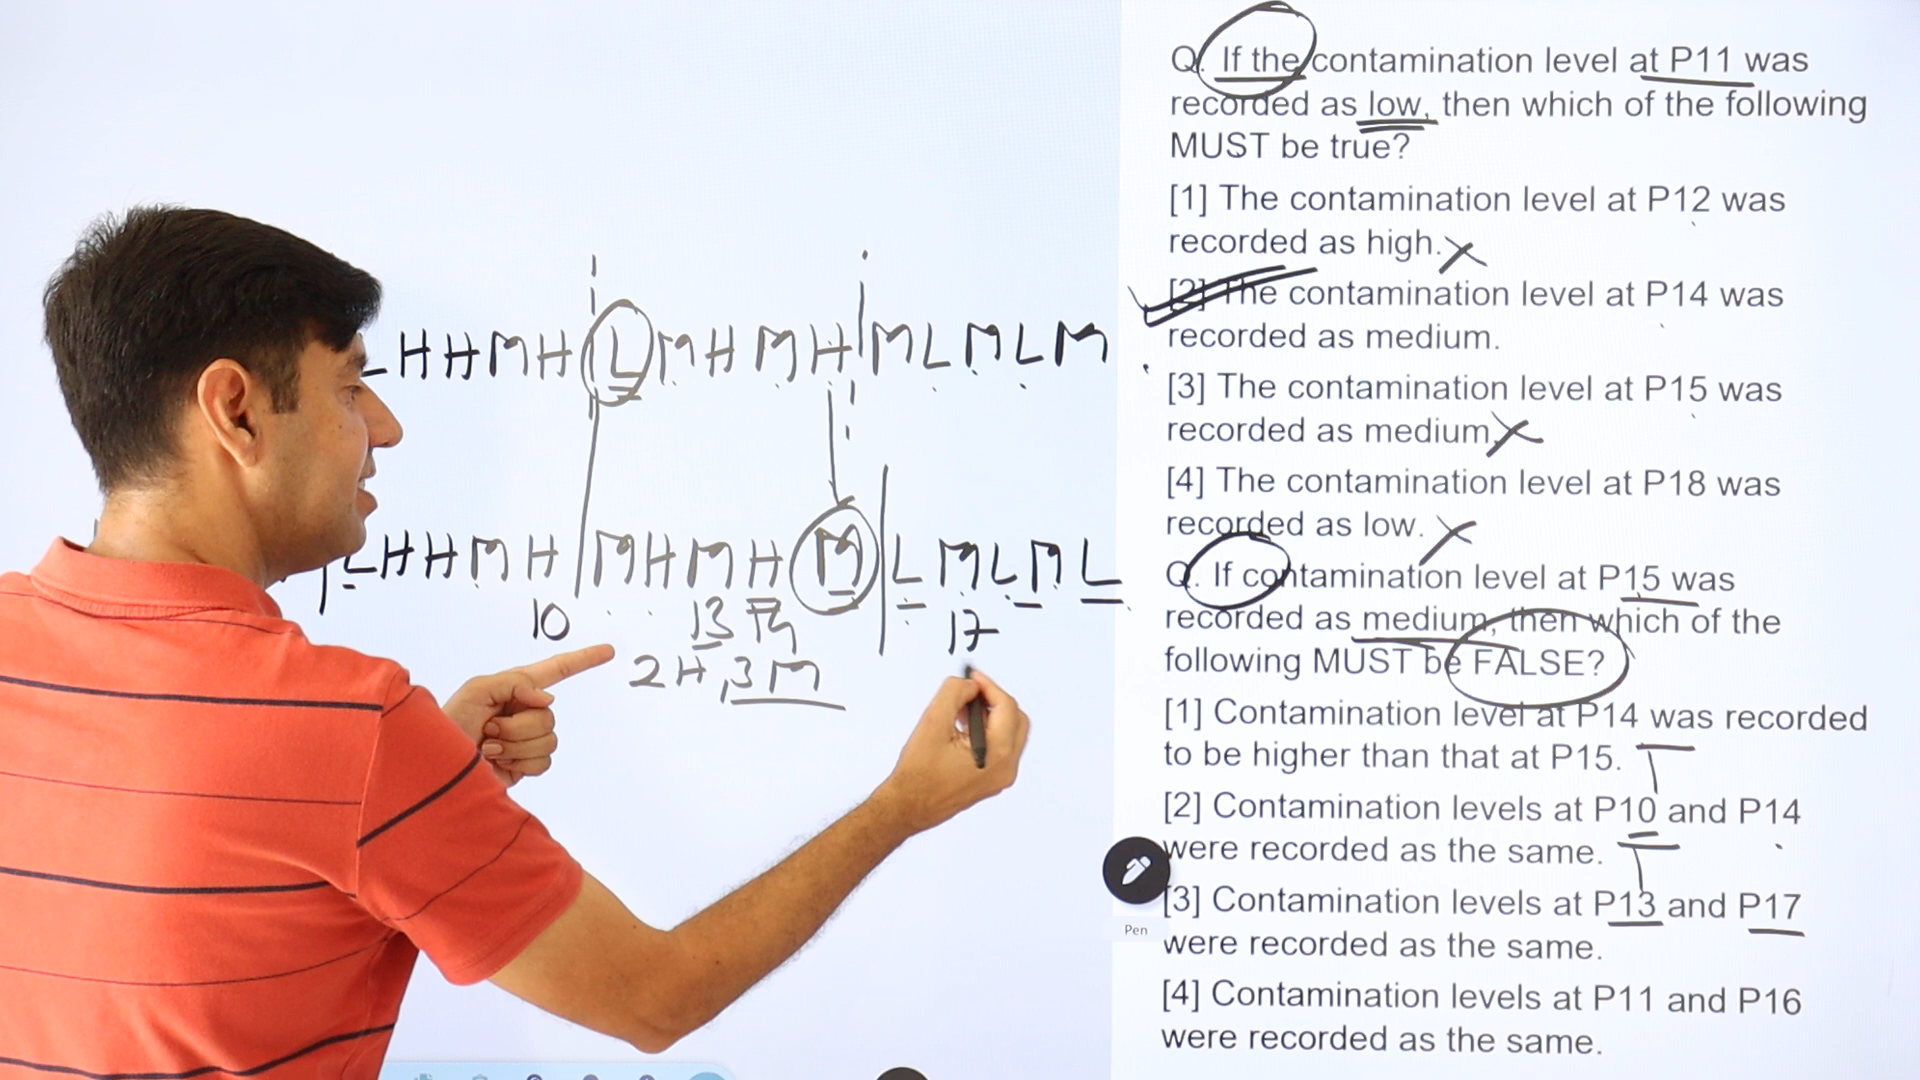 L H H M H L M H M H | M L M L M
L H H M H | M H M H M | L M L M L
10 13 17
2H, 3M
Q. If the contamination level at P11 was
recorded as low, then which of the following
MUST be true?
[1] The contamination level at P12 was
recorded as high. X
[2] The contamination level at P14 was
recorded as medium.
[3] The contamination level at P15 was
recorded as medium. X
[4] The contamination level at P18 was
recorded as low. X
Q. If contamination level at P15 was
recorded as medium, then which of the
following MUST be FALSE?
[1] Contamination level at P14 was recorded
to be higher than that at P15. T
[2] Contamination levels at P10 and P14
were recorded as the same. T
[3] Contamination levels at P13 and P17
were recorded as the same.
[4] Contamination levels at P11 and P16
were recorded as the same.
Pen